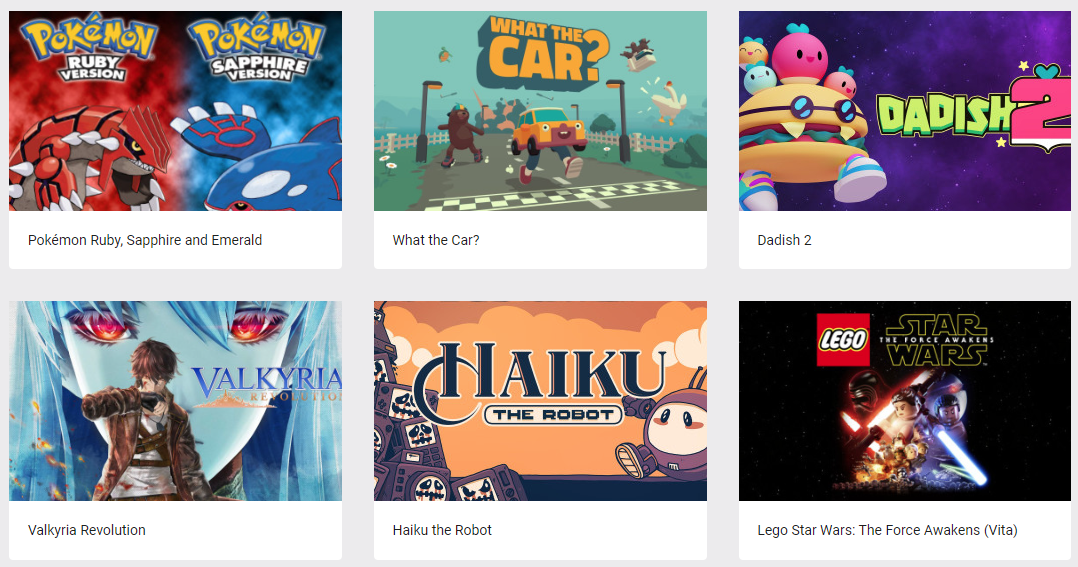 POKéMON
RUBY
VERSION
POKéMON
SAPPHIRE
VERSION
Pokémon Ruby, Sapphire and Emerald
WHAT THE
CAR?
What the Car?
DADISH 2
Dadish 2
VALKYRIA
REVOLUTION
Valkyria Revolution
HAIKU
THE ROBOT
Haiku the Robot
LEGO
STAR
THE FORCE AWAKENS
WARS
Lego Star Wars: The Force Awakens (Vita)